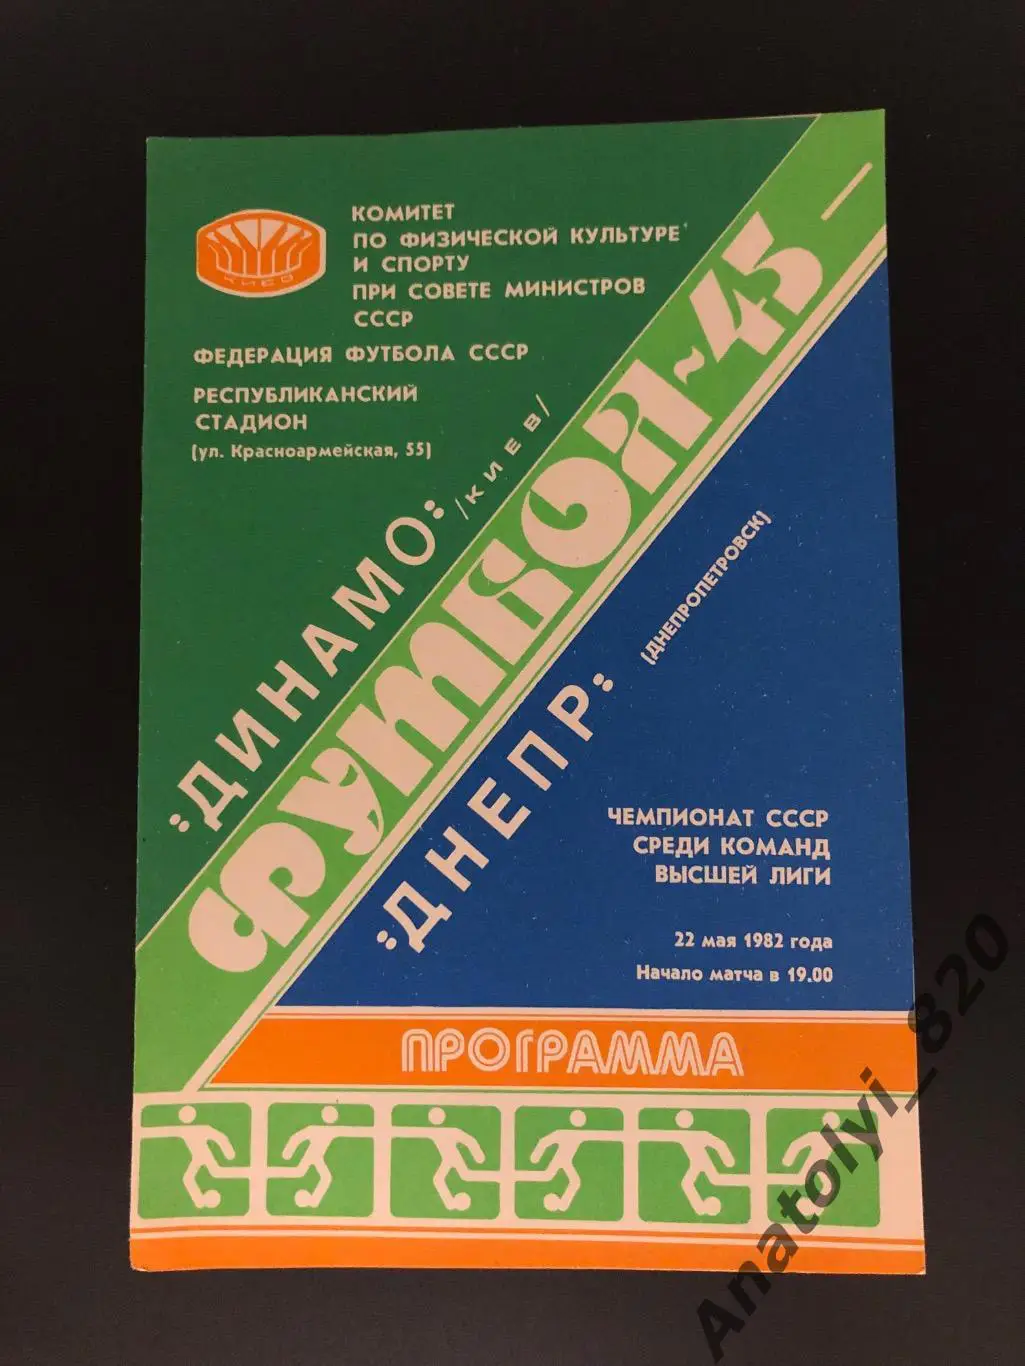 КИЕВ
КОМИТЕТ
ПО ФИЗИЧЕСКОЙ КУЛЬТУРЕ
И СПОРТУ
ПРИ СОВЕТЕ МИНИСТРОВ
СССР
ФЕДЕРАЦИЯ ФУТБОЛА СССР
РЕСПУБЛИКАНСКИЙ
СТАДИОН
(ул. Красноармейская, 55)
"ДИНАМО"
/КИЕВ/
ФУТБОЛ-45
"ДНЕПР"
(ДНЕПРОПЕТРОВСК)
ЧЕМПИОНАТ СССР
СРЕДИ КОМАНД
ВЫСШЕЙ ЛИГИ
22 мая 1982 года
Начало матча в 19.00
ПРОГРАММА
Anatolyi_820